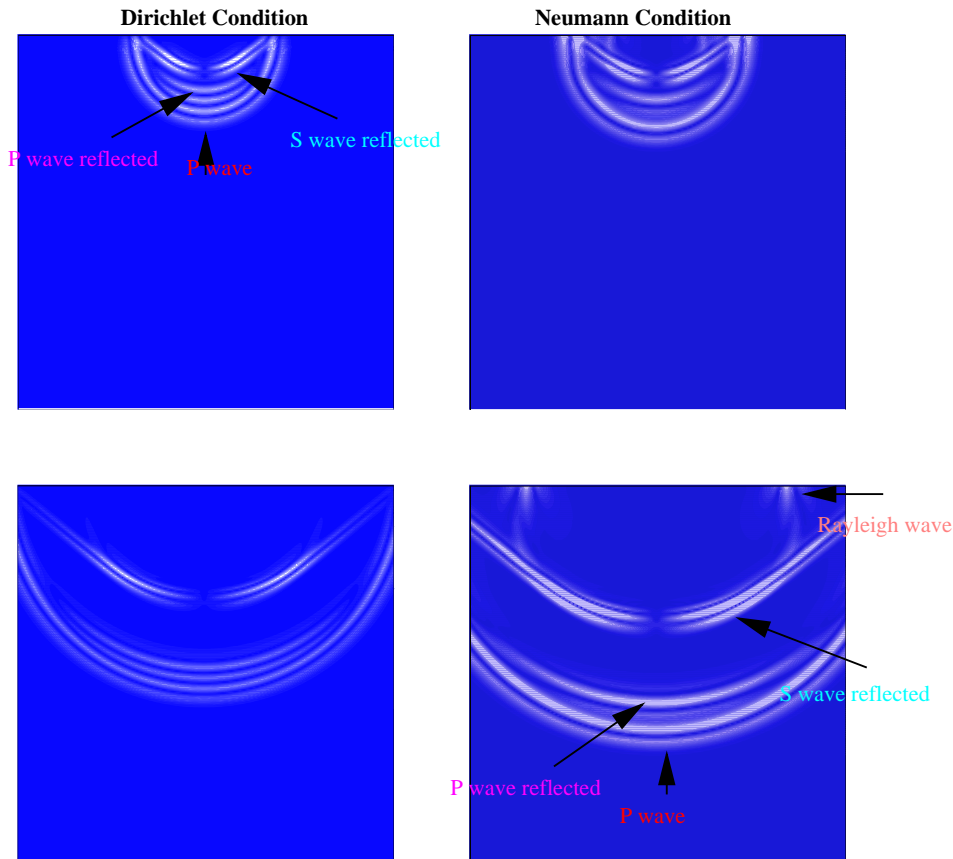 Dirichlet Condition
Neumann Condition
S wave reflected
P wave reflected
P wave
Rayleigh wave
S wave reflected
P wave reflected
P wave